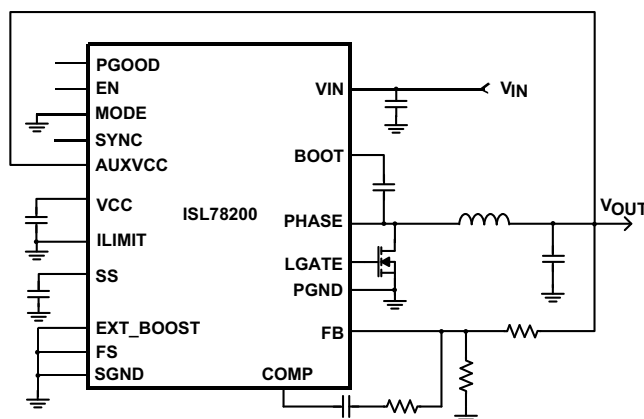 PGOOD
EN
MODE
SYNC
AUXVCC
VCC
ILIMIT
SS
EXT_BOOST
FS
SGND
ISL78200
VIN
BOOT
PHASE
LGATE
PGND
FB
COMP
VIN
VOUT